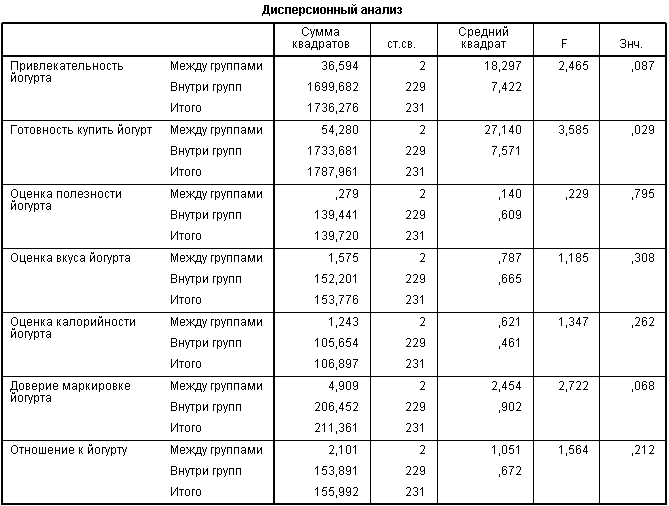 Дисперсионный анализ
Сумма квадратов ст.св. Средний квадрат F Знч.
Привлекательность йогурта Между группами 36,594 2 18,297 2,465 ,087
Внутри групп 1699,682 229 7,422
Итого 1736,276 231
Готовность купить йогурт Между группами 54,280 2 27,140 3,585 ,029
Внутри групп 1733,681 229 7,571
Итого 1787,961 231
Оценка полезности йогурта Между группами ,279 2 ,140 ,229 ,795
Внутри групп 139,441 229 ,609
Итого 139,720 231
Оценка вкуса йогурта Между группами 1,575 2 ,787 1,185 ,308
Внутри групп 152,201 229 ,665
Итого 153,776 231
Оценка калорийности йогурта Между группами 1,243 2 ,621 1,347 ,262
Внутри групп 105,654 229 ,461
Итого 106,897 231
Доверие маркировке йогурта Между группами 4,909 2 2,454 2,722 ,068
Внутри групп 206,452 229 ,902
Итого 211,361 231
Отношение к йогурту Между группами 2,101 2 1,051 1,564 ,212
Внутри групп 153,891 229 ,672
Итого 155,992 231